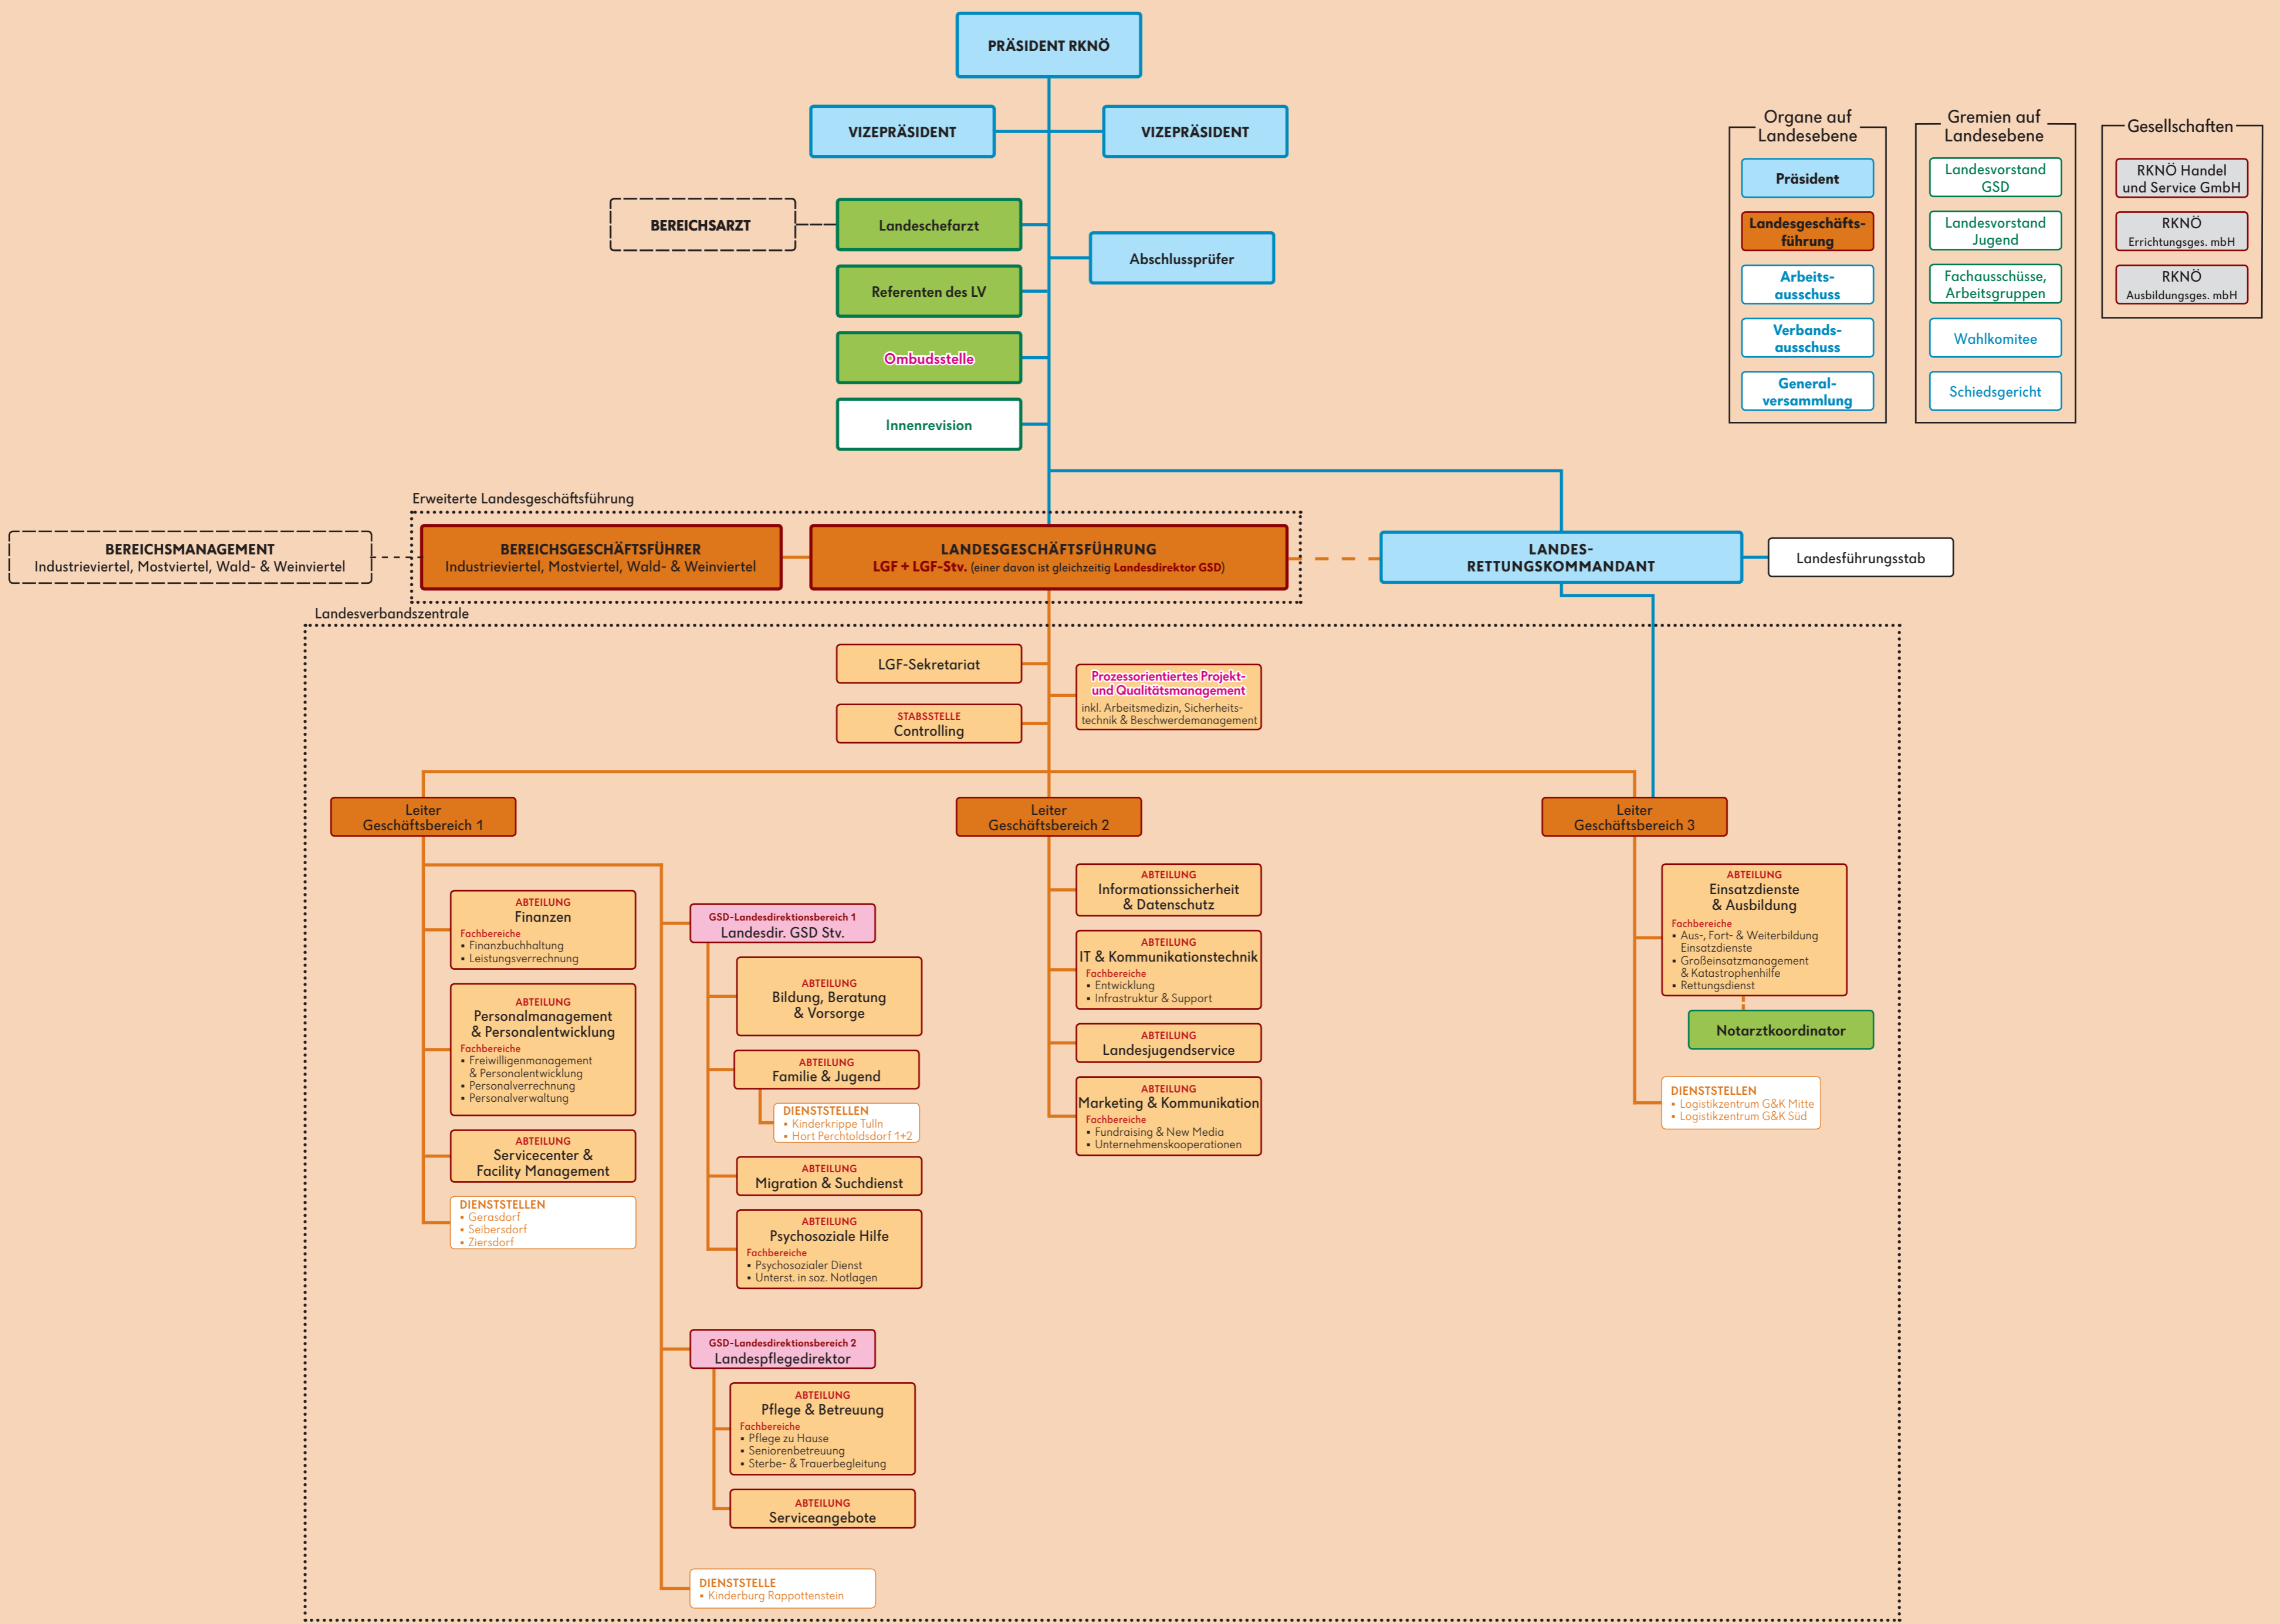 PRÄSIDENT RKNÖ
VIZEPRÄSIDENT
VIZEPRÄSIDENT
BEREICHSARZT
Landeschefarzt
Abschlussprüfer
Referenten des LV
Ombudsstelle
Innenrevision
Organe auf
Landesebene
Präsident
Landesgeschäfts-
führung
Arbeits-
ausschuss
Verbands-
ausschuss
General-
versammlung
Gremien auf
Landesebene
Landesvorstand
GSD
Landesvorstand
Jugend
Fachausschüsse,
Arbeitsgruppen
Wahlkomitee
Schiedsgericht
Gesellschaften
RKNÖ Handel
und Service GmbH
RKNÖ
Errichtungsges. mbH
RKNÖ
Ausbildungsges. mbH
Erweiterte Landesgeschäftsführung
BEREICHSMANAGEMENT
Industrieviertel, Mostviertel, Wald- & Weinviertel
BEREICHSGESCHÄFTSFÜHRER
Industrieviertel, Mostviertel, Wald- & Weinviertel
LANDESGESCHÄFTSFÜHRUNG
LGF + LGF-Stv. (einer davon ist gleichzeitig Landesdirektor GSD)
LANDES-
RETTUNGSKOMMANDANT
Landesführungsstab
Landesverbandszentrale
LGF-Sekretariat
STABSSTELLE
Controlling
Prozessorientiertes Projekt-
und Qualitätsmanagement
inkl. Arbeitsmedizin, Sicherheits-
technik & Beschwerdemanagement
Leiter
Geschäftsbereich 1
ABTEILUNG
Finanzen
Fachbereiche
▪ Finanzbuchhaltung
▪ Leistungsverrechnung
ABTEILUNG
Personalmanagement
& Personalentwicklung
Fachbereiche
▪ Freiwilligenmanagement
& Personalentwicklung
▪ Personalverrechnung
▪ Personalverwaltung
ABTEILUNG
Servicecenter &
Facility Management
DIENSTSTELLEN
▪ Gerasdorf
▪ Seibersdorf
▪ Ziersdorf
GSD-Landesdirektionsbereich 1
Landesdir. GSD Stv.
ABTEILUNG
Bildung, Beratung
& Vorsorge
ABTEILUNG
Familie & Jugend
DIENSTSTELLEN
▪ Kinderkrippe Tulln
▪ Hort Perchtoldsdorf 1+2
ABTEILUNG
Migration & Suchdienst
ABTEILUNG
Psychosoziale Hilfe
Fachbereiche
▪ Psychosozialer Dienst
▪ Unterst. in soz. Notlagen
GSD-Landesdirektionsbereich 2
Landespflegedirektor
ABTEILUNG
Pflege & Betreuung
Fachbereiche
▪ Pflege zu Hause
▪ Seniorenbetreuung
▪ Sterbe- & Trauerbegleitung
ABTEILUNG
Serviceangebote
DIENSTSTELLE
▪ Kinderburg Rappottenstein
Leiter
Geschäftsbereich 2
ABTEILUNG
Informationssicherheit
& Datenschutz
ABTEILUNG
IT & Kommunikationstechnik
Fachbereiche
▪ Entwicklung
▪ Infrastruktur & Support
ABTEILUNG
Landesjugendservice
ABTEILUNG
Marketing & Kommunikation
Fachbereiche
▪ Fundraising & New Media
▪ Unternehmenskooperationen
Leiter
Geschäftsbereich 3
ABTEILUNG
Einsatzdienste
& Ausbildung
Fachbereiche
▪ Aus-, Fort- & Weiterbildung
Einsatzdienste
▪ Großeinsatzmanagement
& Katastrophenhilfe
▪ Rettungsdienst
Notarztkoordinator
DIENSTSTELLEN
▪ Logistikzentrum G&K Mitte
▪ Logistikzentrum G&K Süd